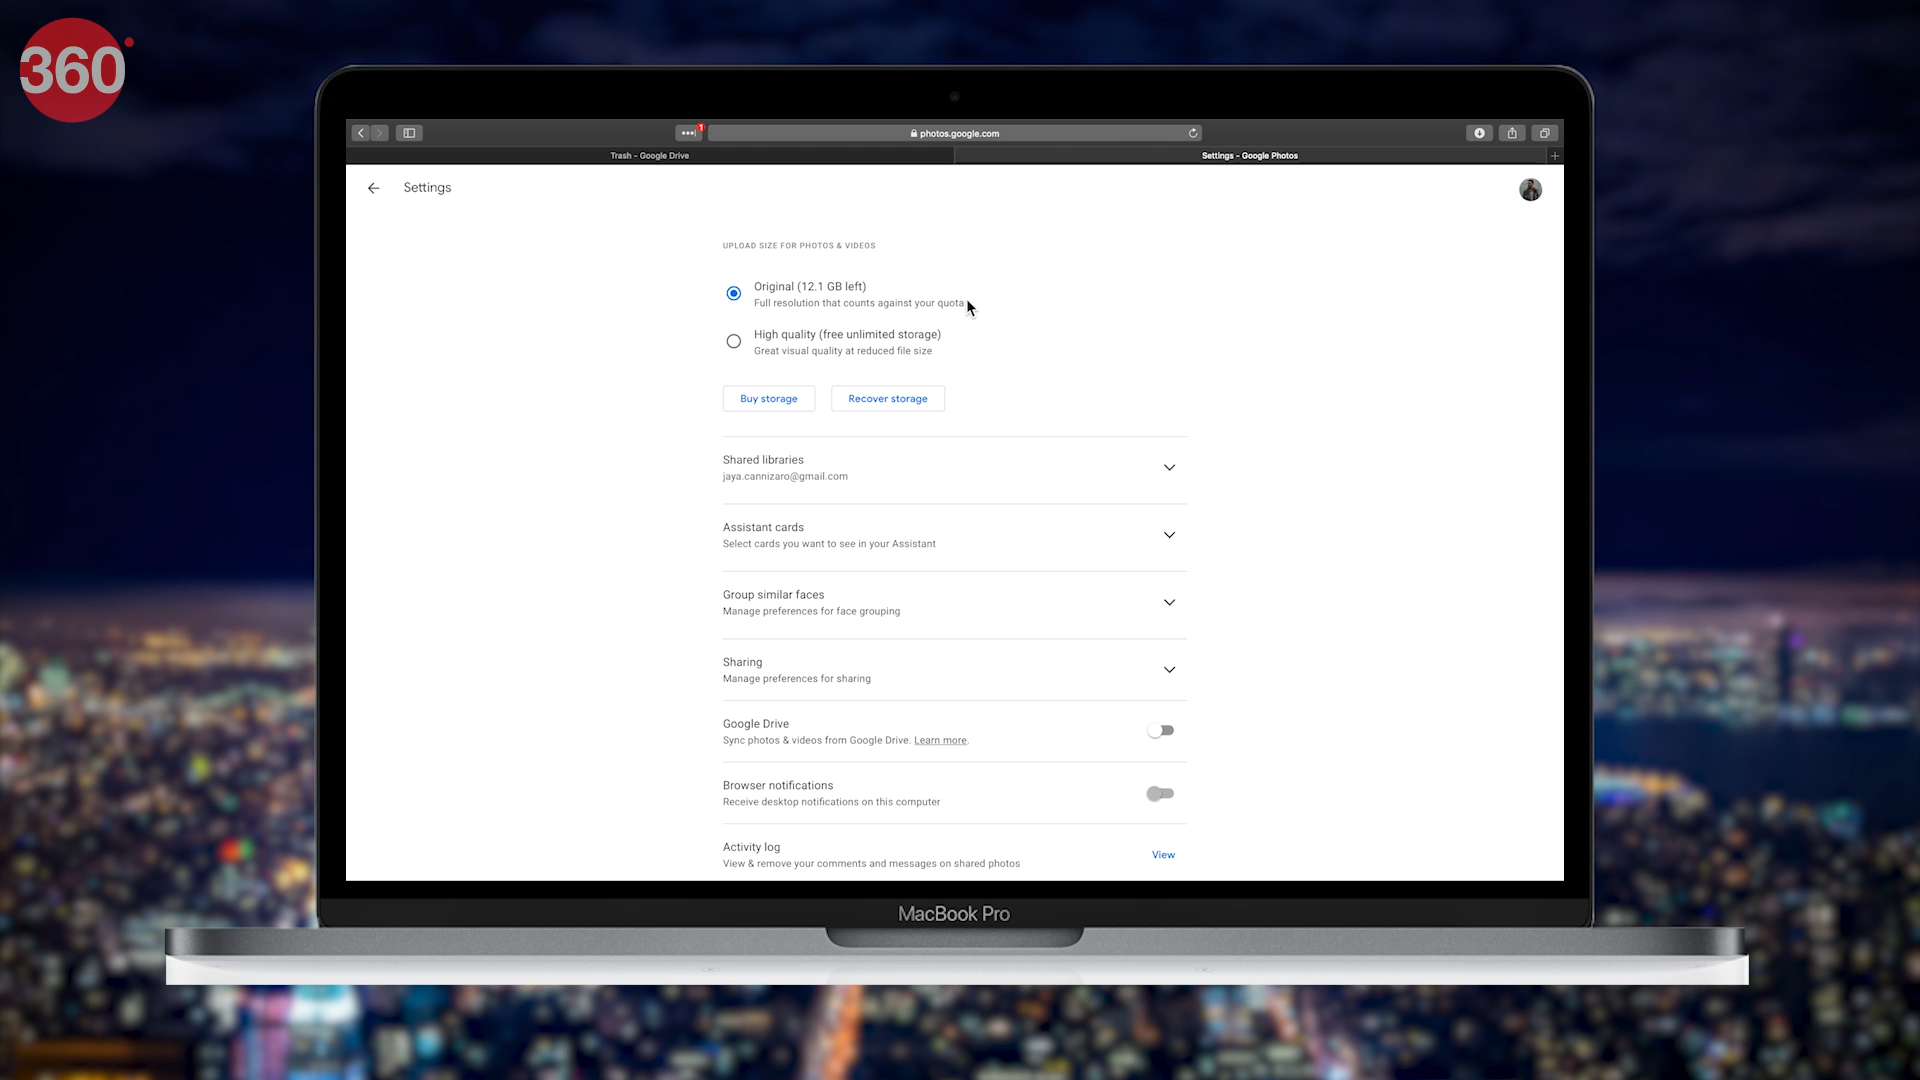 360
1
photos.google.com
Trash - Google Drive
Settings - Google Photos
Settings
UPLOAD SIZE FOR PHOTOS & VIDEOS
Original (12.1 GB left)
Full resolution that counts against your quota
High quality (free unlimited storage)
Great visual quality at reduced file size
Buy storage
Recover storage
Shared libraries
jaya.cannizaro@gmail.com
Assistant cards
Select cards you want to see in your Assistant
Group similar faces
Manage preferences for face grouping
Sharing
Manage preferences for sharing
Google Drive
Sync photos & videos from Google Drive. Learn more.
Browser notifications
Receive desktop notifications on this computer
Activity log
View & remove your comments and messages on shared photos
View
MacBook Pro